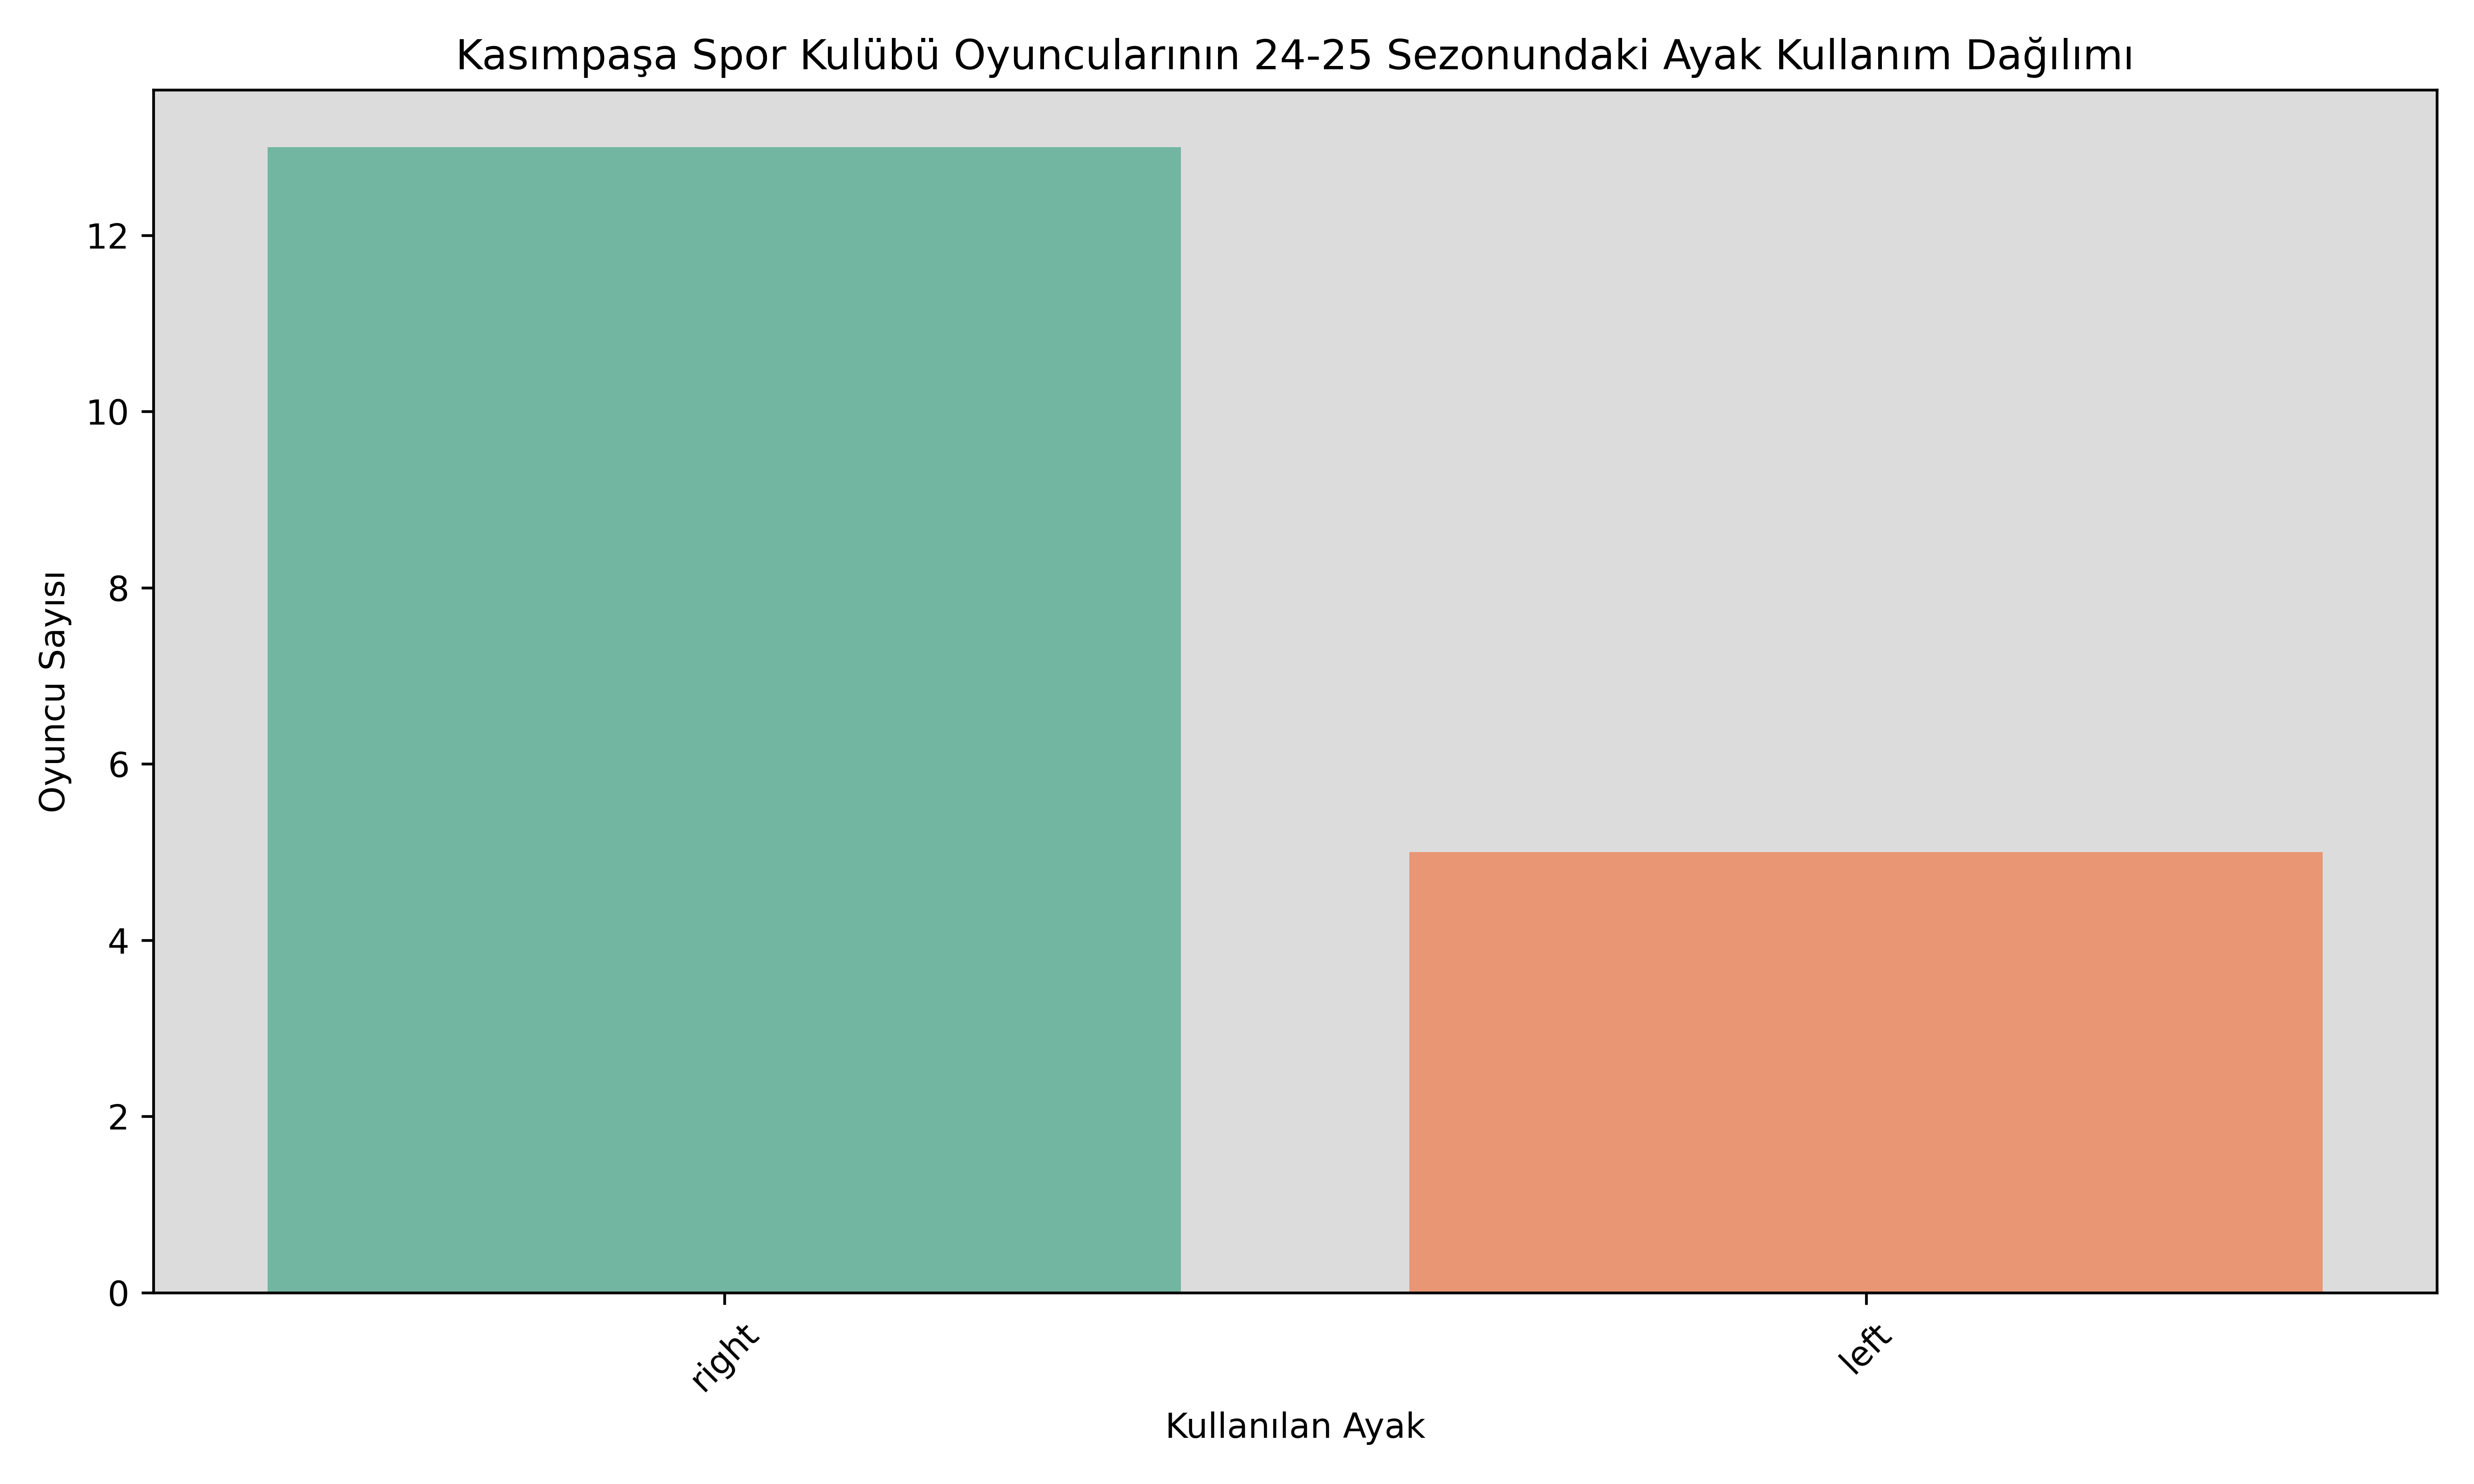 Kasımpaşa Spor Kulübü Oyuncularının 24-25 Sezonundaki Ayak Kullanım Dağılımı
Oyuncu Sayısı
12
10
8
6
4
2
0
right
left
Kullanılan Ayak